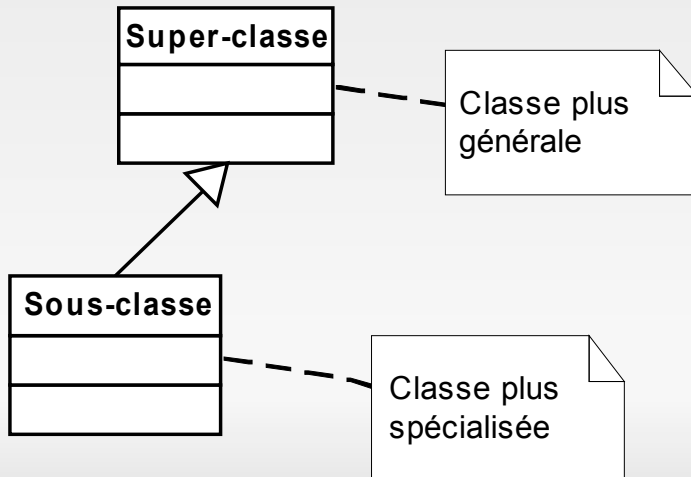 Super-classe
Classe plus
générale
Sous-classe
Classe plus
spécialisée